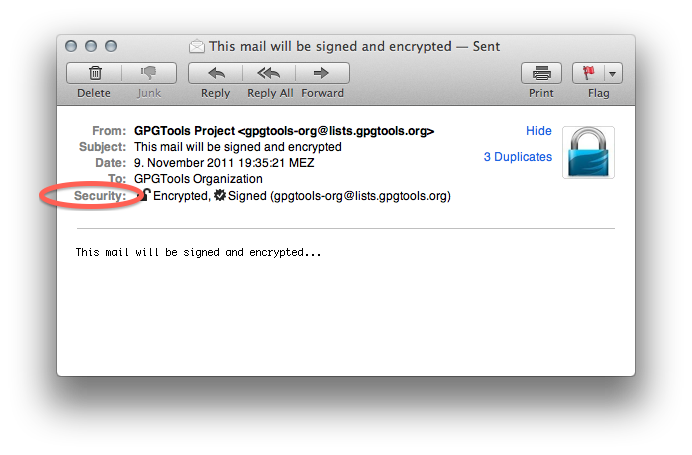 This mail will be signed and encrypted — Sent
Delete Junk Reply Reply All Forward Print Flag
From: GPGTools Project <gpgtools-org@lists.gpgtools.org> Hide
Subject: This mail will be signed and encrypted
Date: 9. November 2011 19:35:21 MEZ 3 Duplicates
To: GPGTools Organization
Security: Encrypted, Signed (gpgtools-org@lists.gpgtools.org)
This mail will be signed and encrypted...